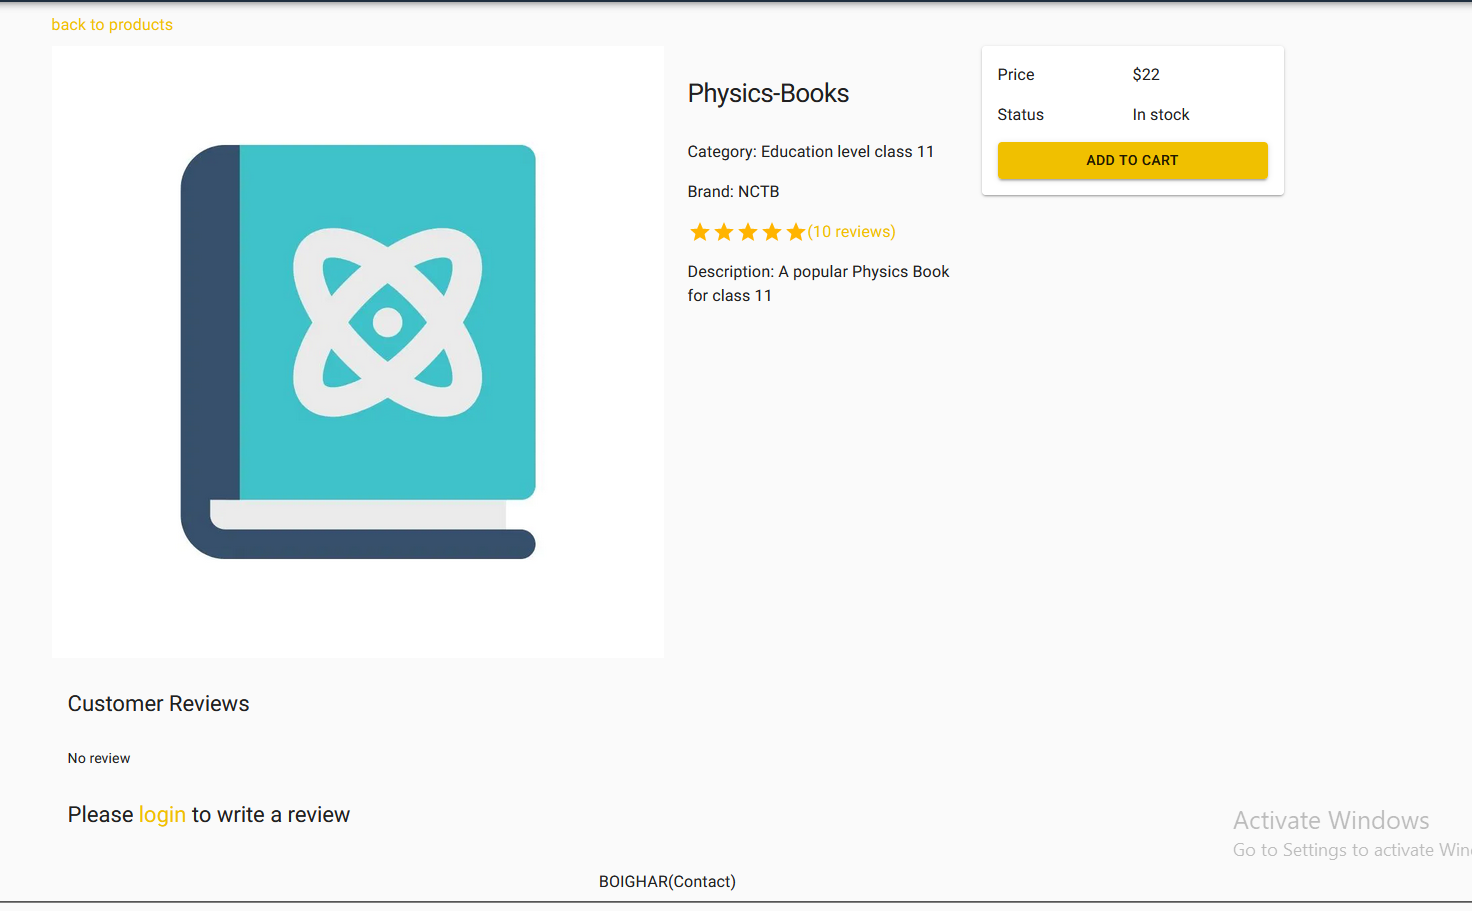 back to products
Physics-Books
Category: Education level class 11
Brand: NCTB
(10 reviews)
Description: A popular Physics Book
for class 11
Price $22
Status In stock
ADD TO CART
Customer Reviews
No review
Please login to write a review
Activate Windows
Go to Settings to activate Win
BOIGHAR(Contact)